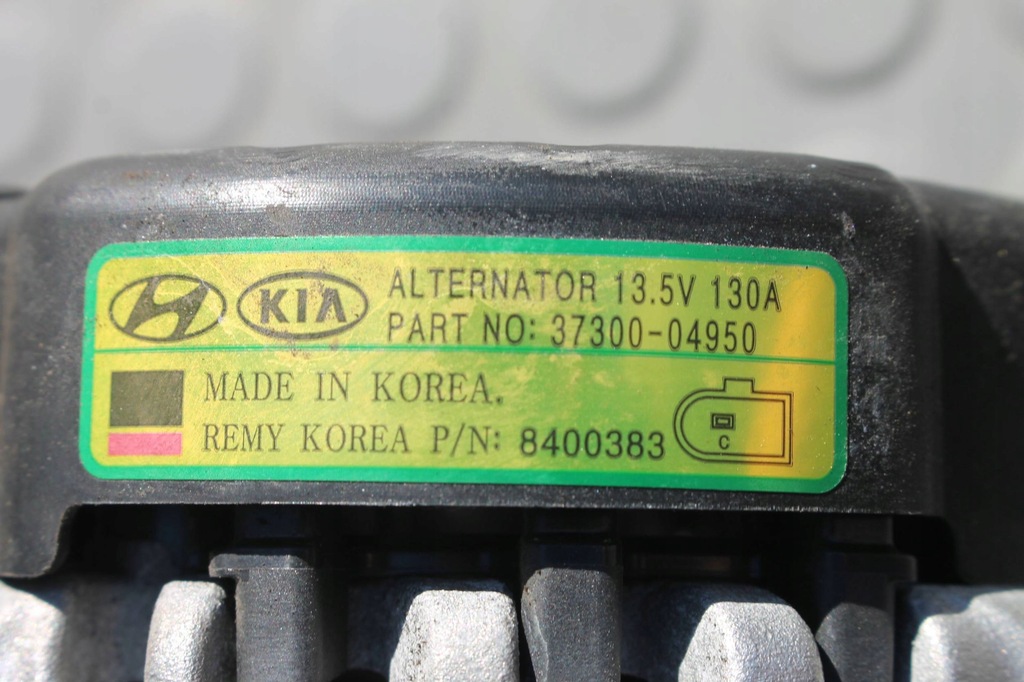 KIA ALTERNATOR 13.5V 130A
PART NO: 37300-04950
MADE IN KOREA.
REMY KOREA P/N: 8400383
C